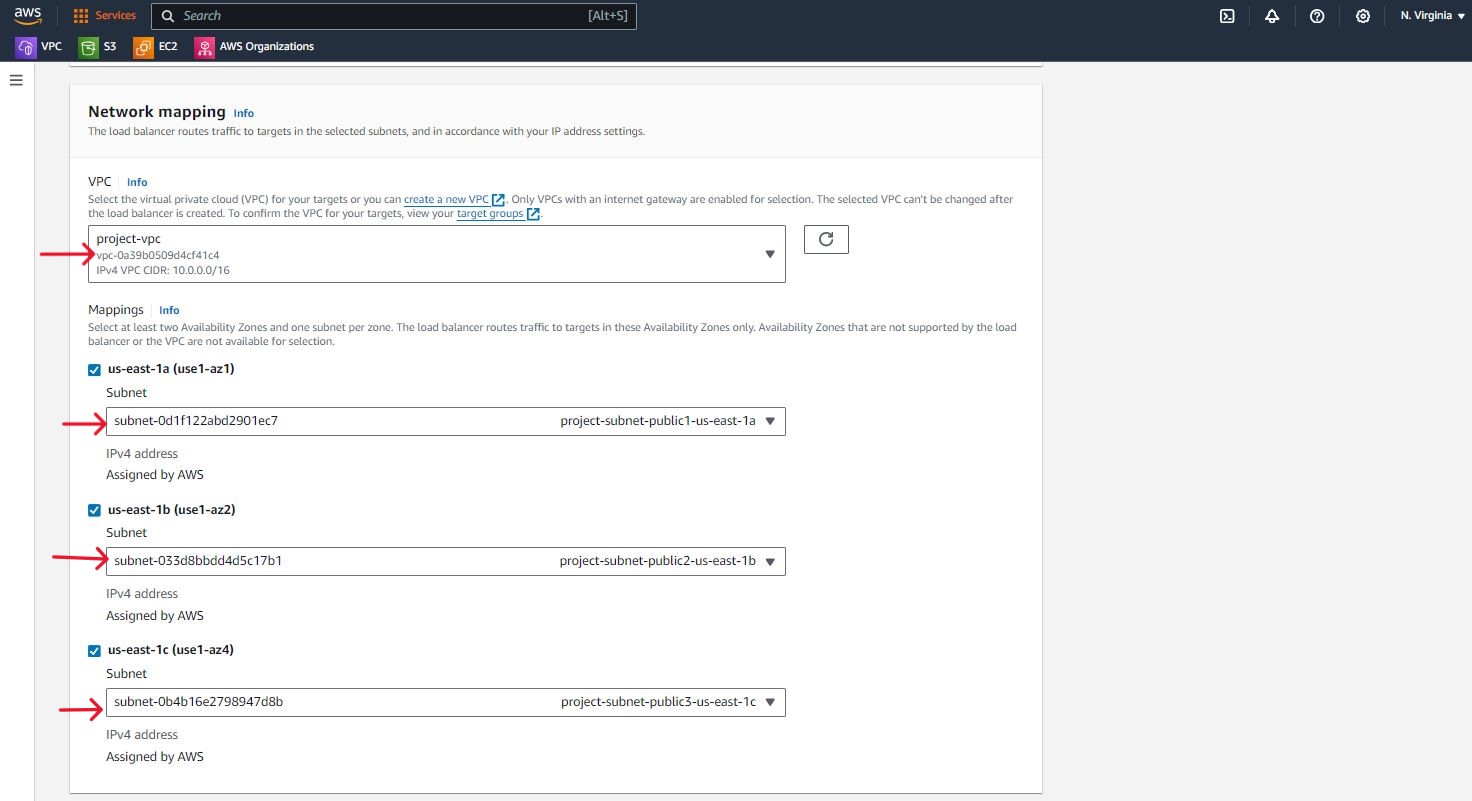 aws
Services
Search [Alt+S]
N. Virginia
VPC S3 EC2 AWS Organizations
Network mapping Info
The load balancer routes traffic to targets in the selected subnets, and in accordance with your IP address settings.
VPC Info
Select the virtual private cloud (VPC) for your targets or you can create a new VPC. Only VPCs with an internet gateway are enabled for selection. The selected VPC can't be changed after
the load balancer is created. To confirm the VPC for your targets, view your target groups.
project-vpc
vpc-0a39b0509d4cf41c4
IPv4 VPC CIDR: 10.0.0.0/16
Mappings Info
Select at least two Availability Zones and one subnet per zone. The load balancer routes traffic to targets in these Availability Zones only. Availability Zones that are not supported by the load
balancer or the VPC are not available for selection.
us-east-1a (use1-az1)
Subnet
subnet-0d1f122abd2901ec7 project-subnet-public1-us-east-1a
IPv4 address
Assigned by AWS
us-east-1b (use1-az2)
Subnet
subnet-033d8bbdd4d5c17b1 project-subnet-public2-us-east-1b
IPv4 address
Assigned by AWS
us-east-1c (use1-az4)
Subnet
subnet-0b4b16e2798947d8b project-subnet-public3-us-east-1c
IPv4 address
Assigned by AWS